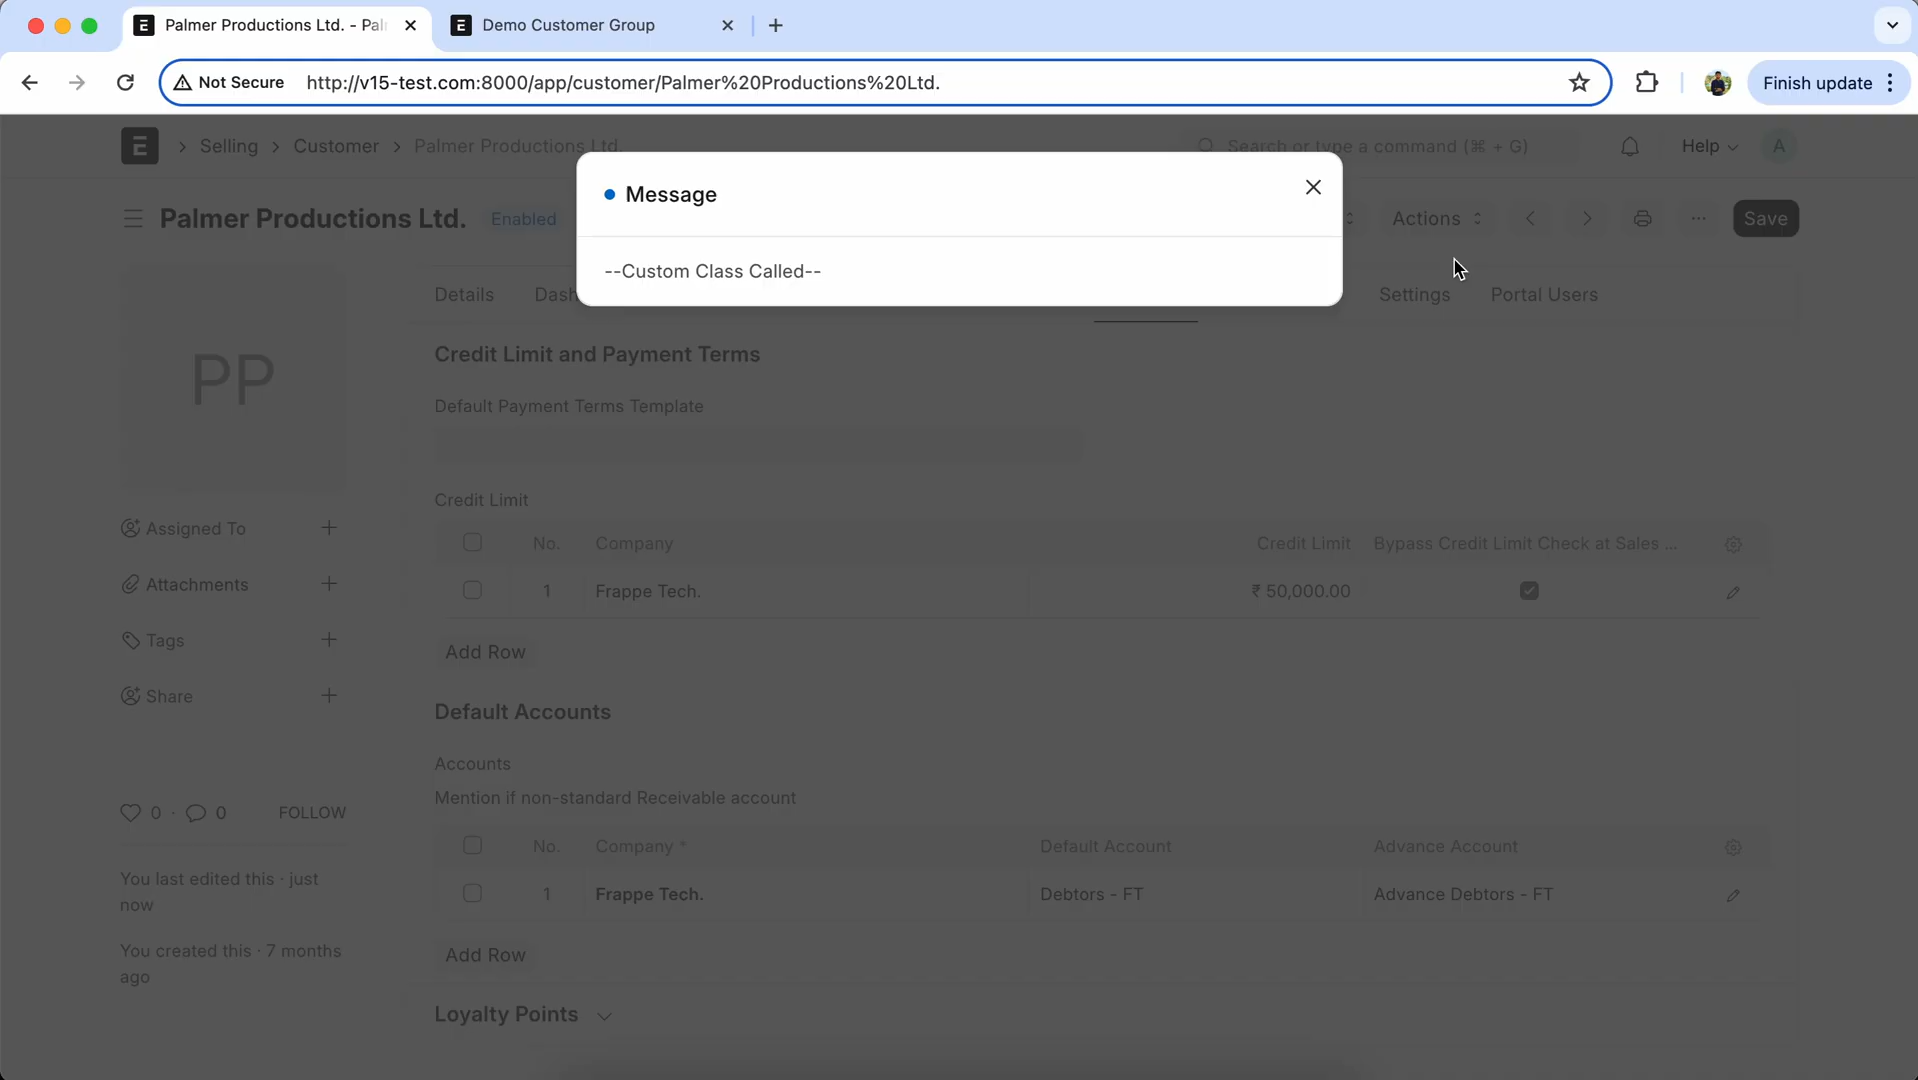 Palmer Productions Ltd. - Pal
Demo Customer Group
Not Secure
http://v15-test.com:8000/app/customer/Palmer%20Productions%20Ltd.
Finish update
E
Selling
Customer
Palmer Productions Ltd.
Search or type a command (⌘ + G)
Help
A
Palmer Productions Ltd.
Enabled
Actions
Save
Message
--Custom Class Called--
PP
Details
Dash
Settings
Portal Users
Credit Limit and Payment Terms
Default Payment Terms Template
Credit Limit
No.
Company
Credit Limit
Bypass Credit Limit Check at Sales ...
1
Frappe Tech.
₹ 50,000.00
Add Row
Assigned To
Attachments
Tags
Share
Default Accounts
Accounts
Mention if non-standard Receivable account
No.
Company *
Default Account
Advance Account
1
Frappe Tech.
Debtors - FT
Advance Debtors - FT
Add Row
Loyalty Points
0 · 0
FOLLOW
You last edited this · just
now
You created this · 7 months
ago